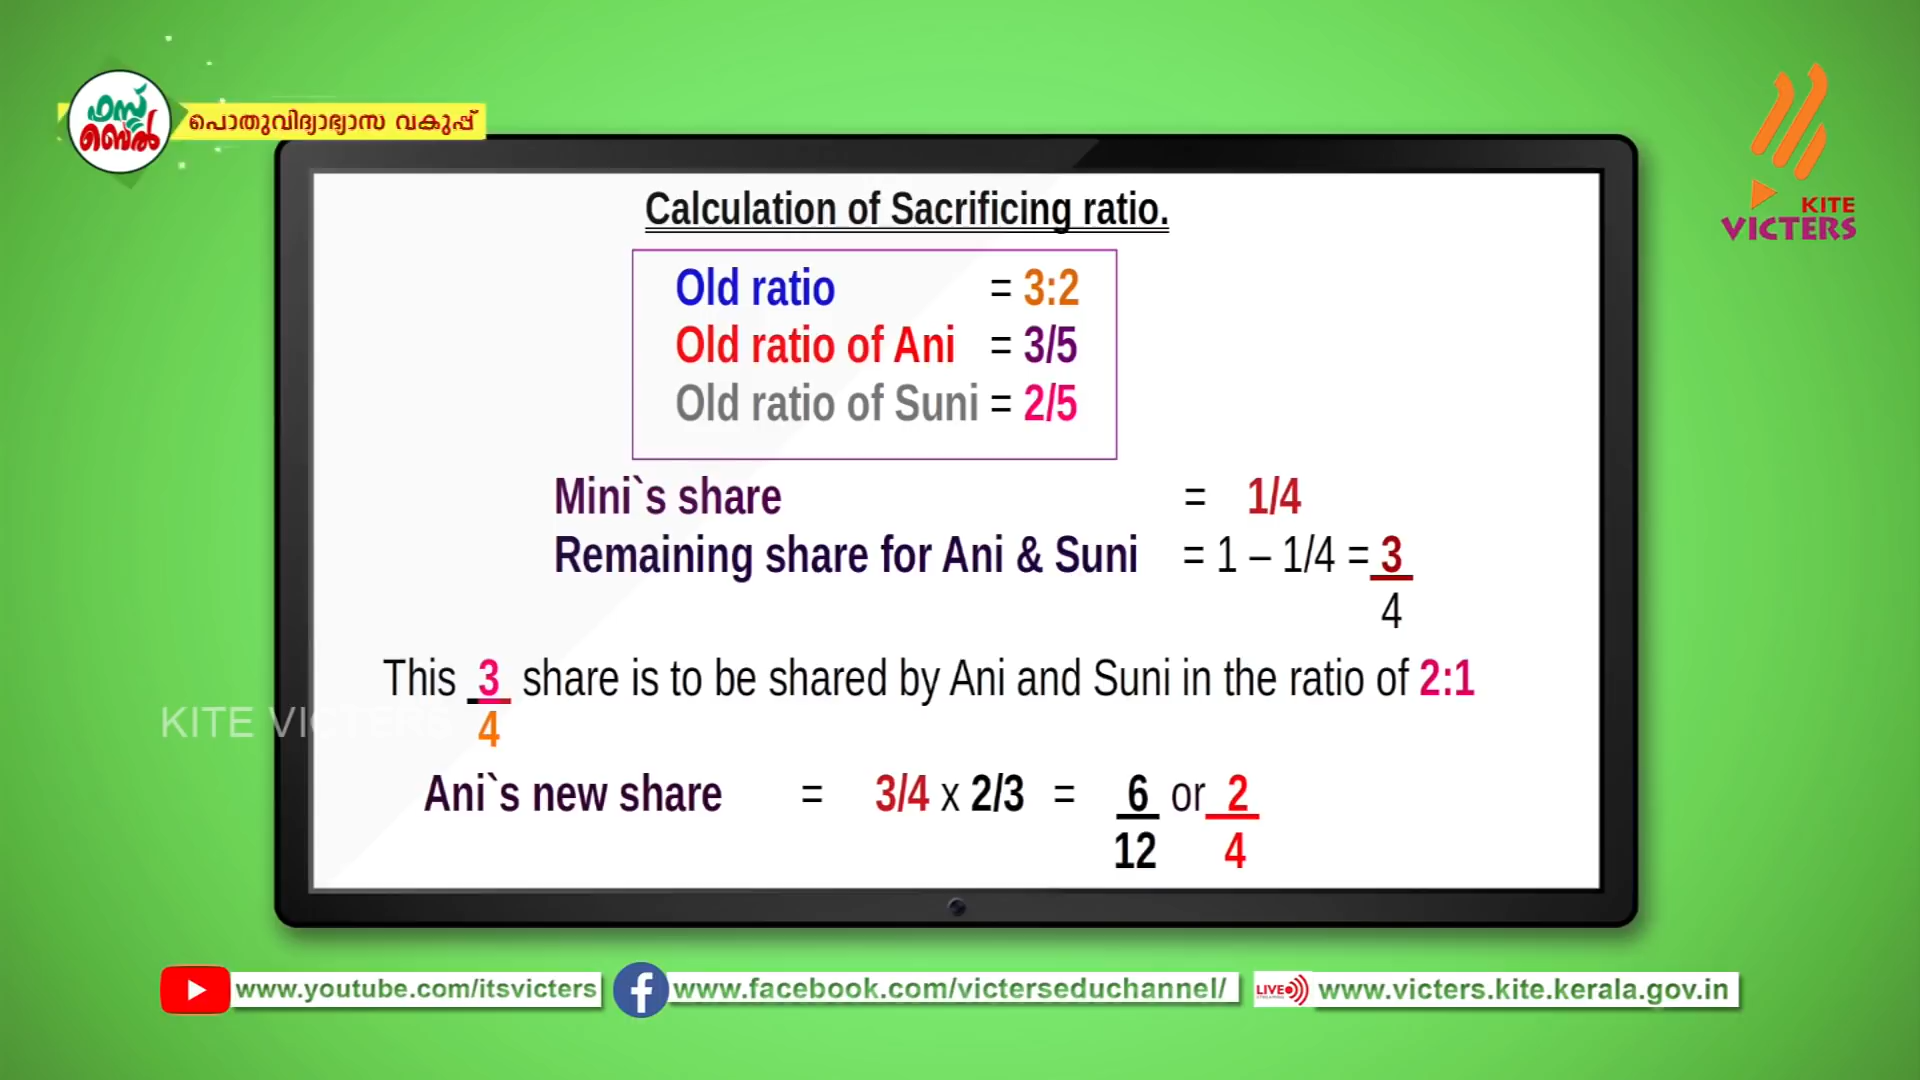 ഫസ്റ്റ്
ബെൽ
പൊതുവിദ്യാഭ്യാസ വകുപ്പ്
KITE
VICTERS
Calculation of Sacrificing ratio.
Old ratio = 3:2
Old ratio of Ani = 3/5
Old ratio of Suni = 2/5
Mini`s share = 1/4
Remaining share for Ani & Suni = 1 – 1/4 = 3
4
This 3 share is to be shared by Ani and Suni in the ratio of 2:1
4
KITE VICTERS
Ani`s new share = 3/4 x 2/3 = 6 or 2
12 4
www.youtube.com/itsvicters
www.facebook.com/victerseduchannel/
LIVE
www.victers.kite.kerala.gov.in